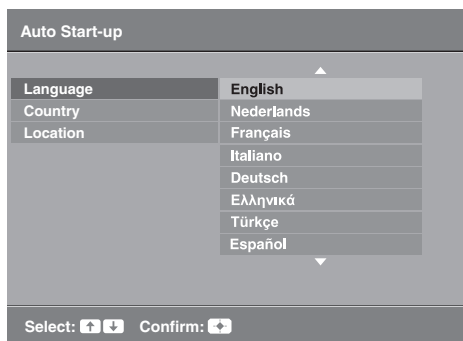 Auto Start-up
Language
Country
Location
English
Nederlands
Français
Italiano
Deutsch
Ελληνικά
Türkçe
Español
Select: Confirm: